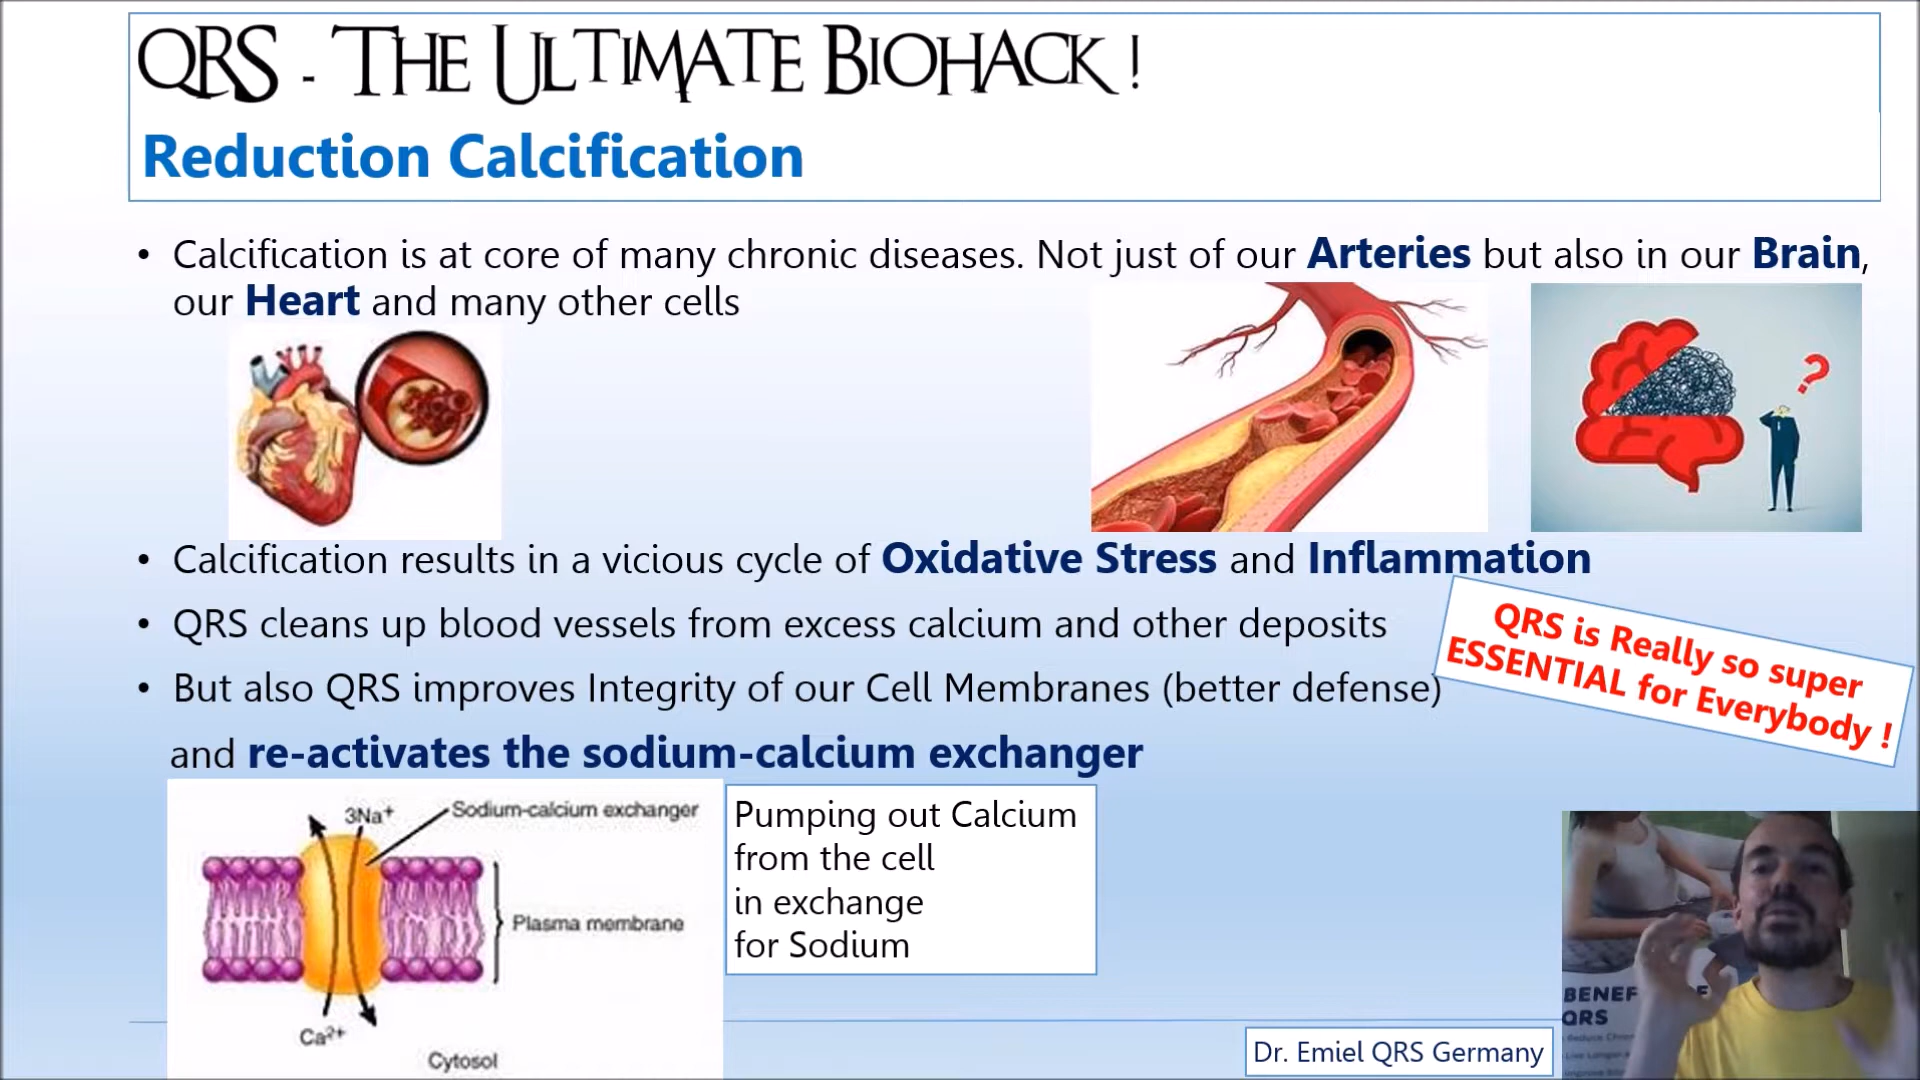 QRS - THE ULTIMATE BIOHACK !
Reduction Calcification
• Calcification is at core of many chronic diseases. Not just of our Arteries but also in our Brain,
our Heart and many other cells
?
• Calcification results in a vicious cycle of Oxidative Stress and Inflammation
• QRS cleans up blood vessels from excess calcium and other deposits
QRS is Really so super
ESSENTIAL for Everybody !
• But also QRS improves Integrity of our Cell Membranes (better defense)
and re-activates the sodium-calcium exchanger
3Na⁺
Sodium-calcium exchanger
Plasma membrane
Ca²⁺
Cytosol
Pumping out Calcium
from the cell
in exchange
for Sodium
Dr. Emiel QRS Germany
QRS